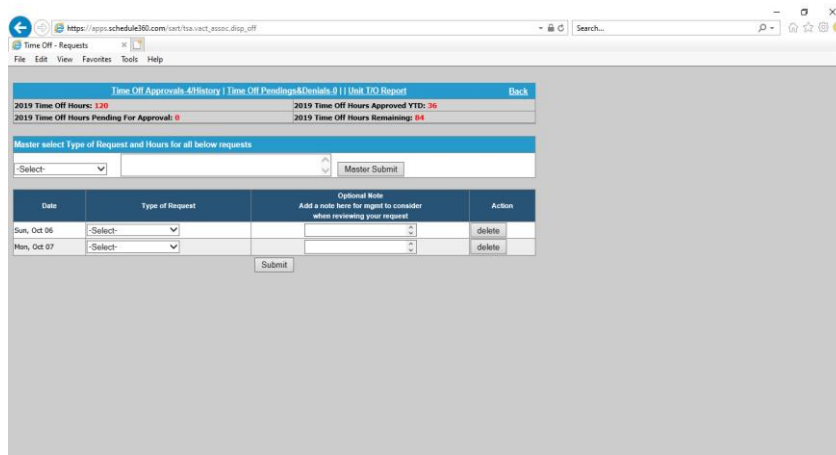 https://apps.schedule360.com/sart/tsa.vact_assoc.disp_off
Search...
Time Off - Requests
File Edit View Favorites Tools Help
Time Off Approvals-4/History | Time Off Pendings&Denials-0 | | Unit T/O Report Back
2019 Time Off Hours: 120 2019 Time Off Hours Approved YTD: 36
2019 Time Off Hours Pending For Approval: 0 2019 Time Off Hours Remaining: 84
Master select Type of Request and Hours for all below requests
-Select- Master Submit
Date Type of Request Optional Note Action
Add a note here for mgmt to consider
when reviewing your request
Sun, Oct 06 -Select- delete
Mon, Oct 07 -Select- delete
Submit